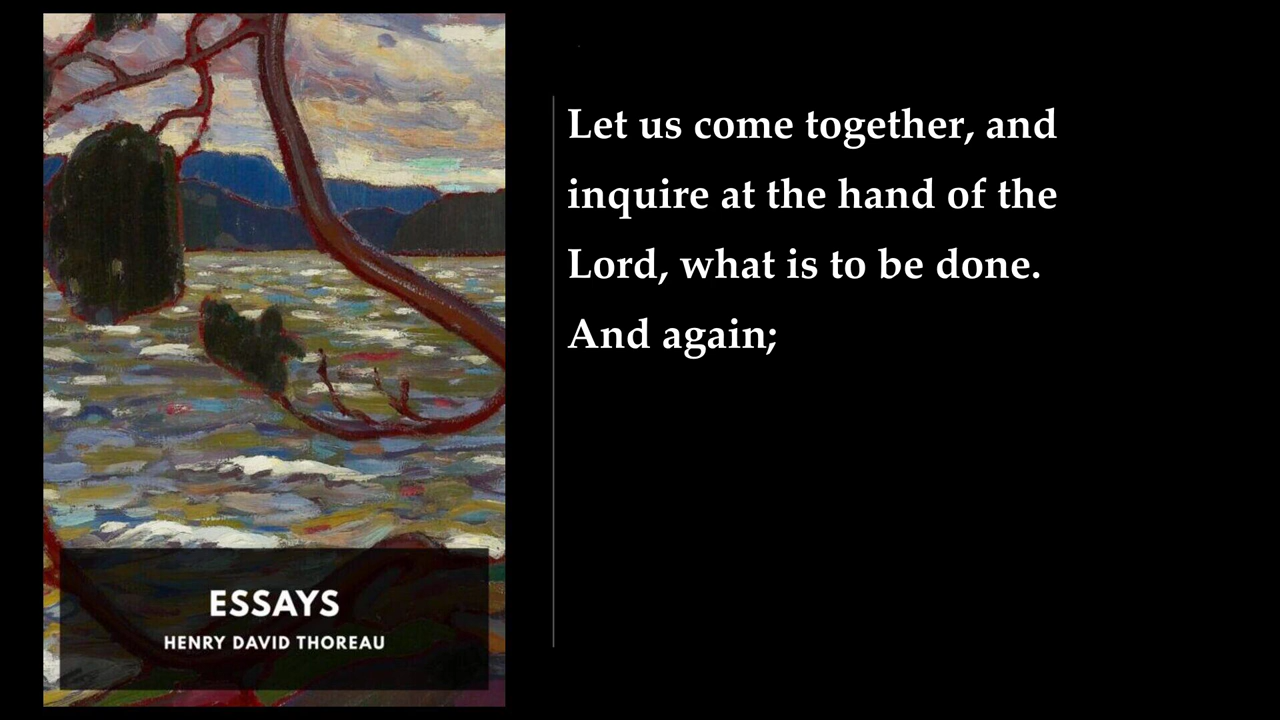 Let us come together, and
inquire at the hand of the
Lord, what is to be done.
And again;
ESSAYS
HENRY DAVID THOREAU